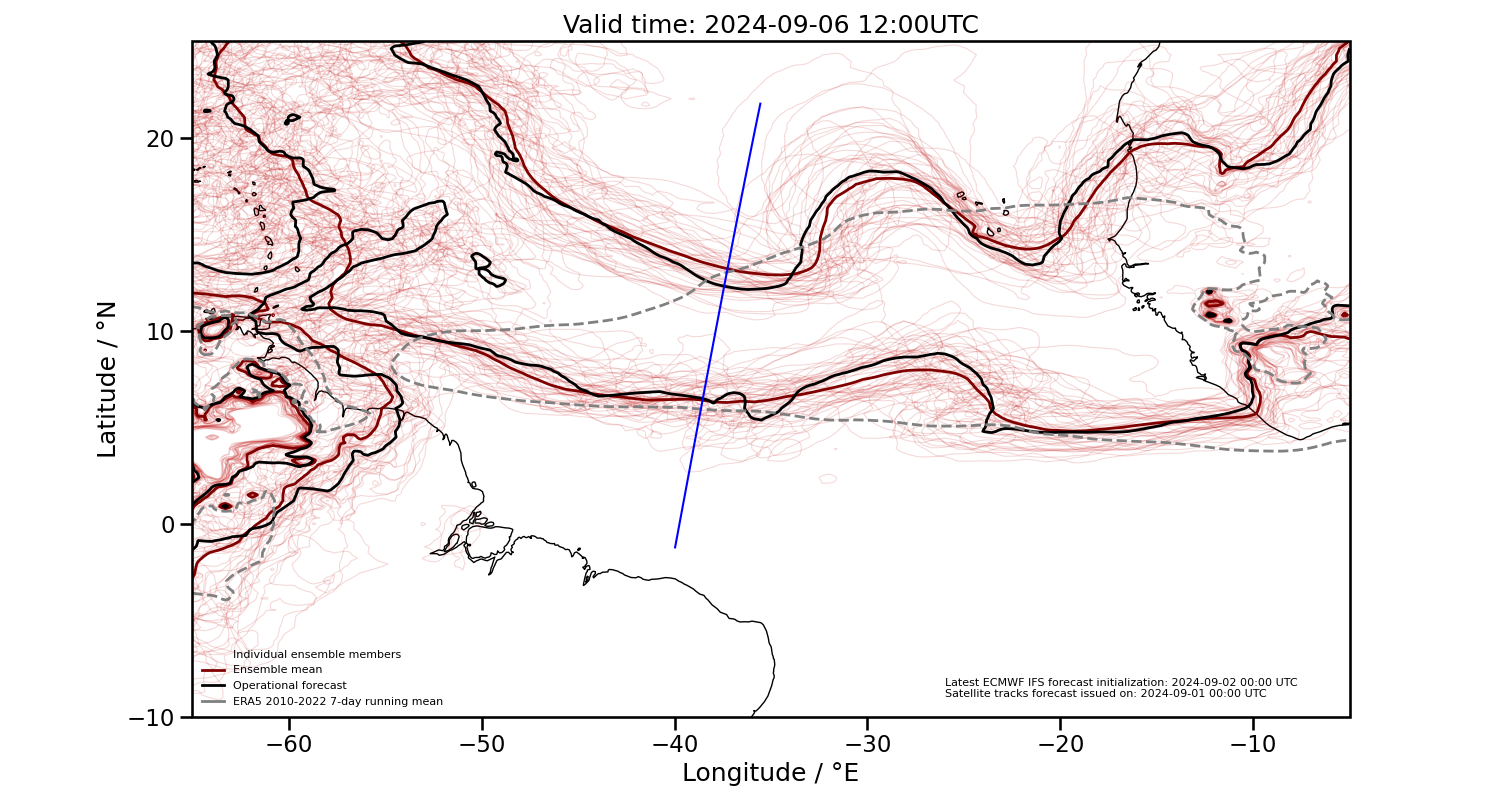 Valid time: 2024-09-06 12:00UTC
Latitude / °N
20
10
0
−10
Individual ensemble members
Ensemble mean
Operational forecast
ERA5 2010-2022 7-day running mean
Latest ECMWF IFS forecast initialization: 2024-09-02 00:00 UTC
Satellite tracks forecast issued on: 2024-09-01 00:00 UTC
−60 −50 −40 −30 −20 −10
Longitude / °E